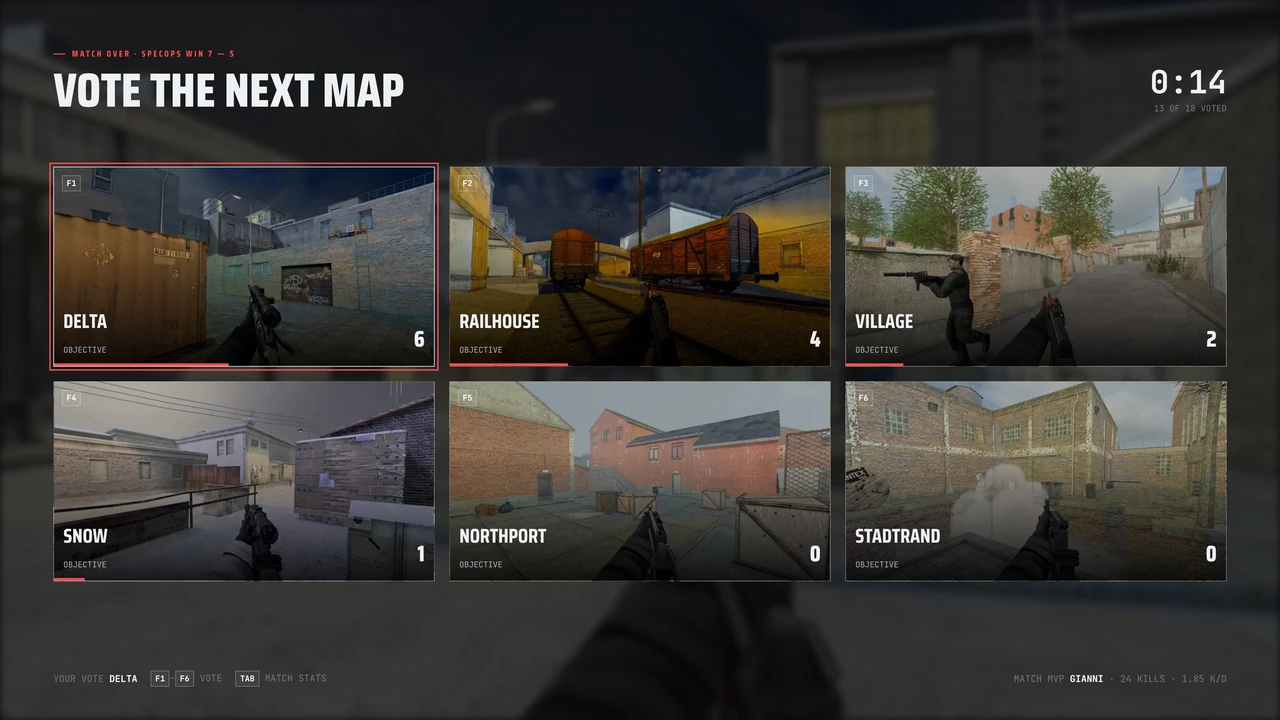 MATCH OVER · SPECOPS WIN 7 — 5
VOTE THE NEXT MAP
0:14
13 OF 18 VOTED
F1
DELTA
OBJECTIVE
6
F2
RAILHOUSE
OBJECTIVE
4
F3
VILLAGE
OBJECTIVE
2
F4
SNOW
OBJECTIVE
1
F5
NORTHPORT
OBJECTIVE
0
F6
STADTRAND
OBJECTIVE
0
YOUR VOTE DELTA F1–F6 VOTE TAB MATCH STATS
MATCH MVP GIANNI · 24 KILLS · 1.85 K/D